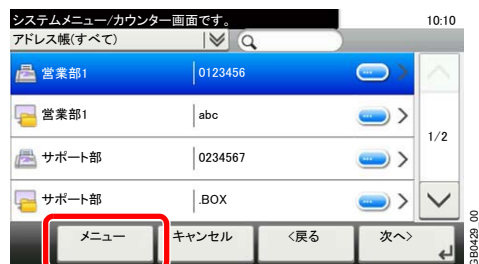 システムメニュー/カウンター画面です。 10:10
アドレス帳(すべて)
営業部1 0123456
営業部1 abc
1/2
サポート部 0234567
サポート部 .BOX
メニュー キャンセル <戻る 次へ>
GB0429_00